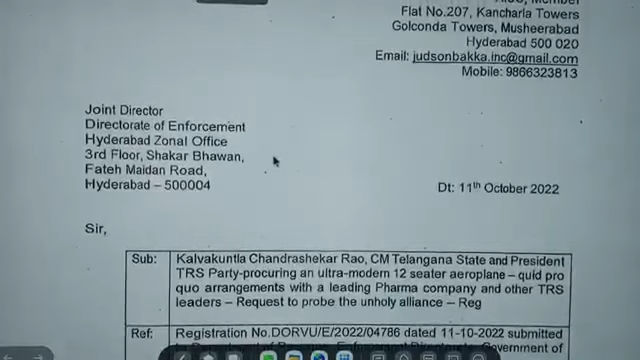 Member
Flat No.207, Kancharla Towers
Golconda Towers, Musheerabad
Hyderabad 500 020
Email: judsonbakka.inc@gmail.com
Mobile: 9866323813
Joint Director
Directorate of Enforcement
Hyderabad Zonal Office
3rd Floor, Shakar Bhawan,
Fateh Maidan Road,
Hyderabad – 500004
Dt: 11th October 2022
Sir,
Sub: Kalvakuntla Chandrashekar Rao, CM Telangana State and President
TRS Party-procuring an ultra-modern 12 seater aeroplane – quid pro
quo arrangements with a leading Pharma company and other TRS
leaders – Request to probe the unholy alliance – Reg
Ref: Registration No.DORVU/E/2022/04786 dated 11-10-2022 submitted
Government of